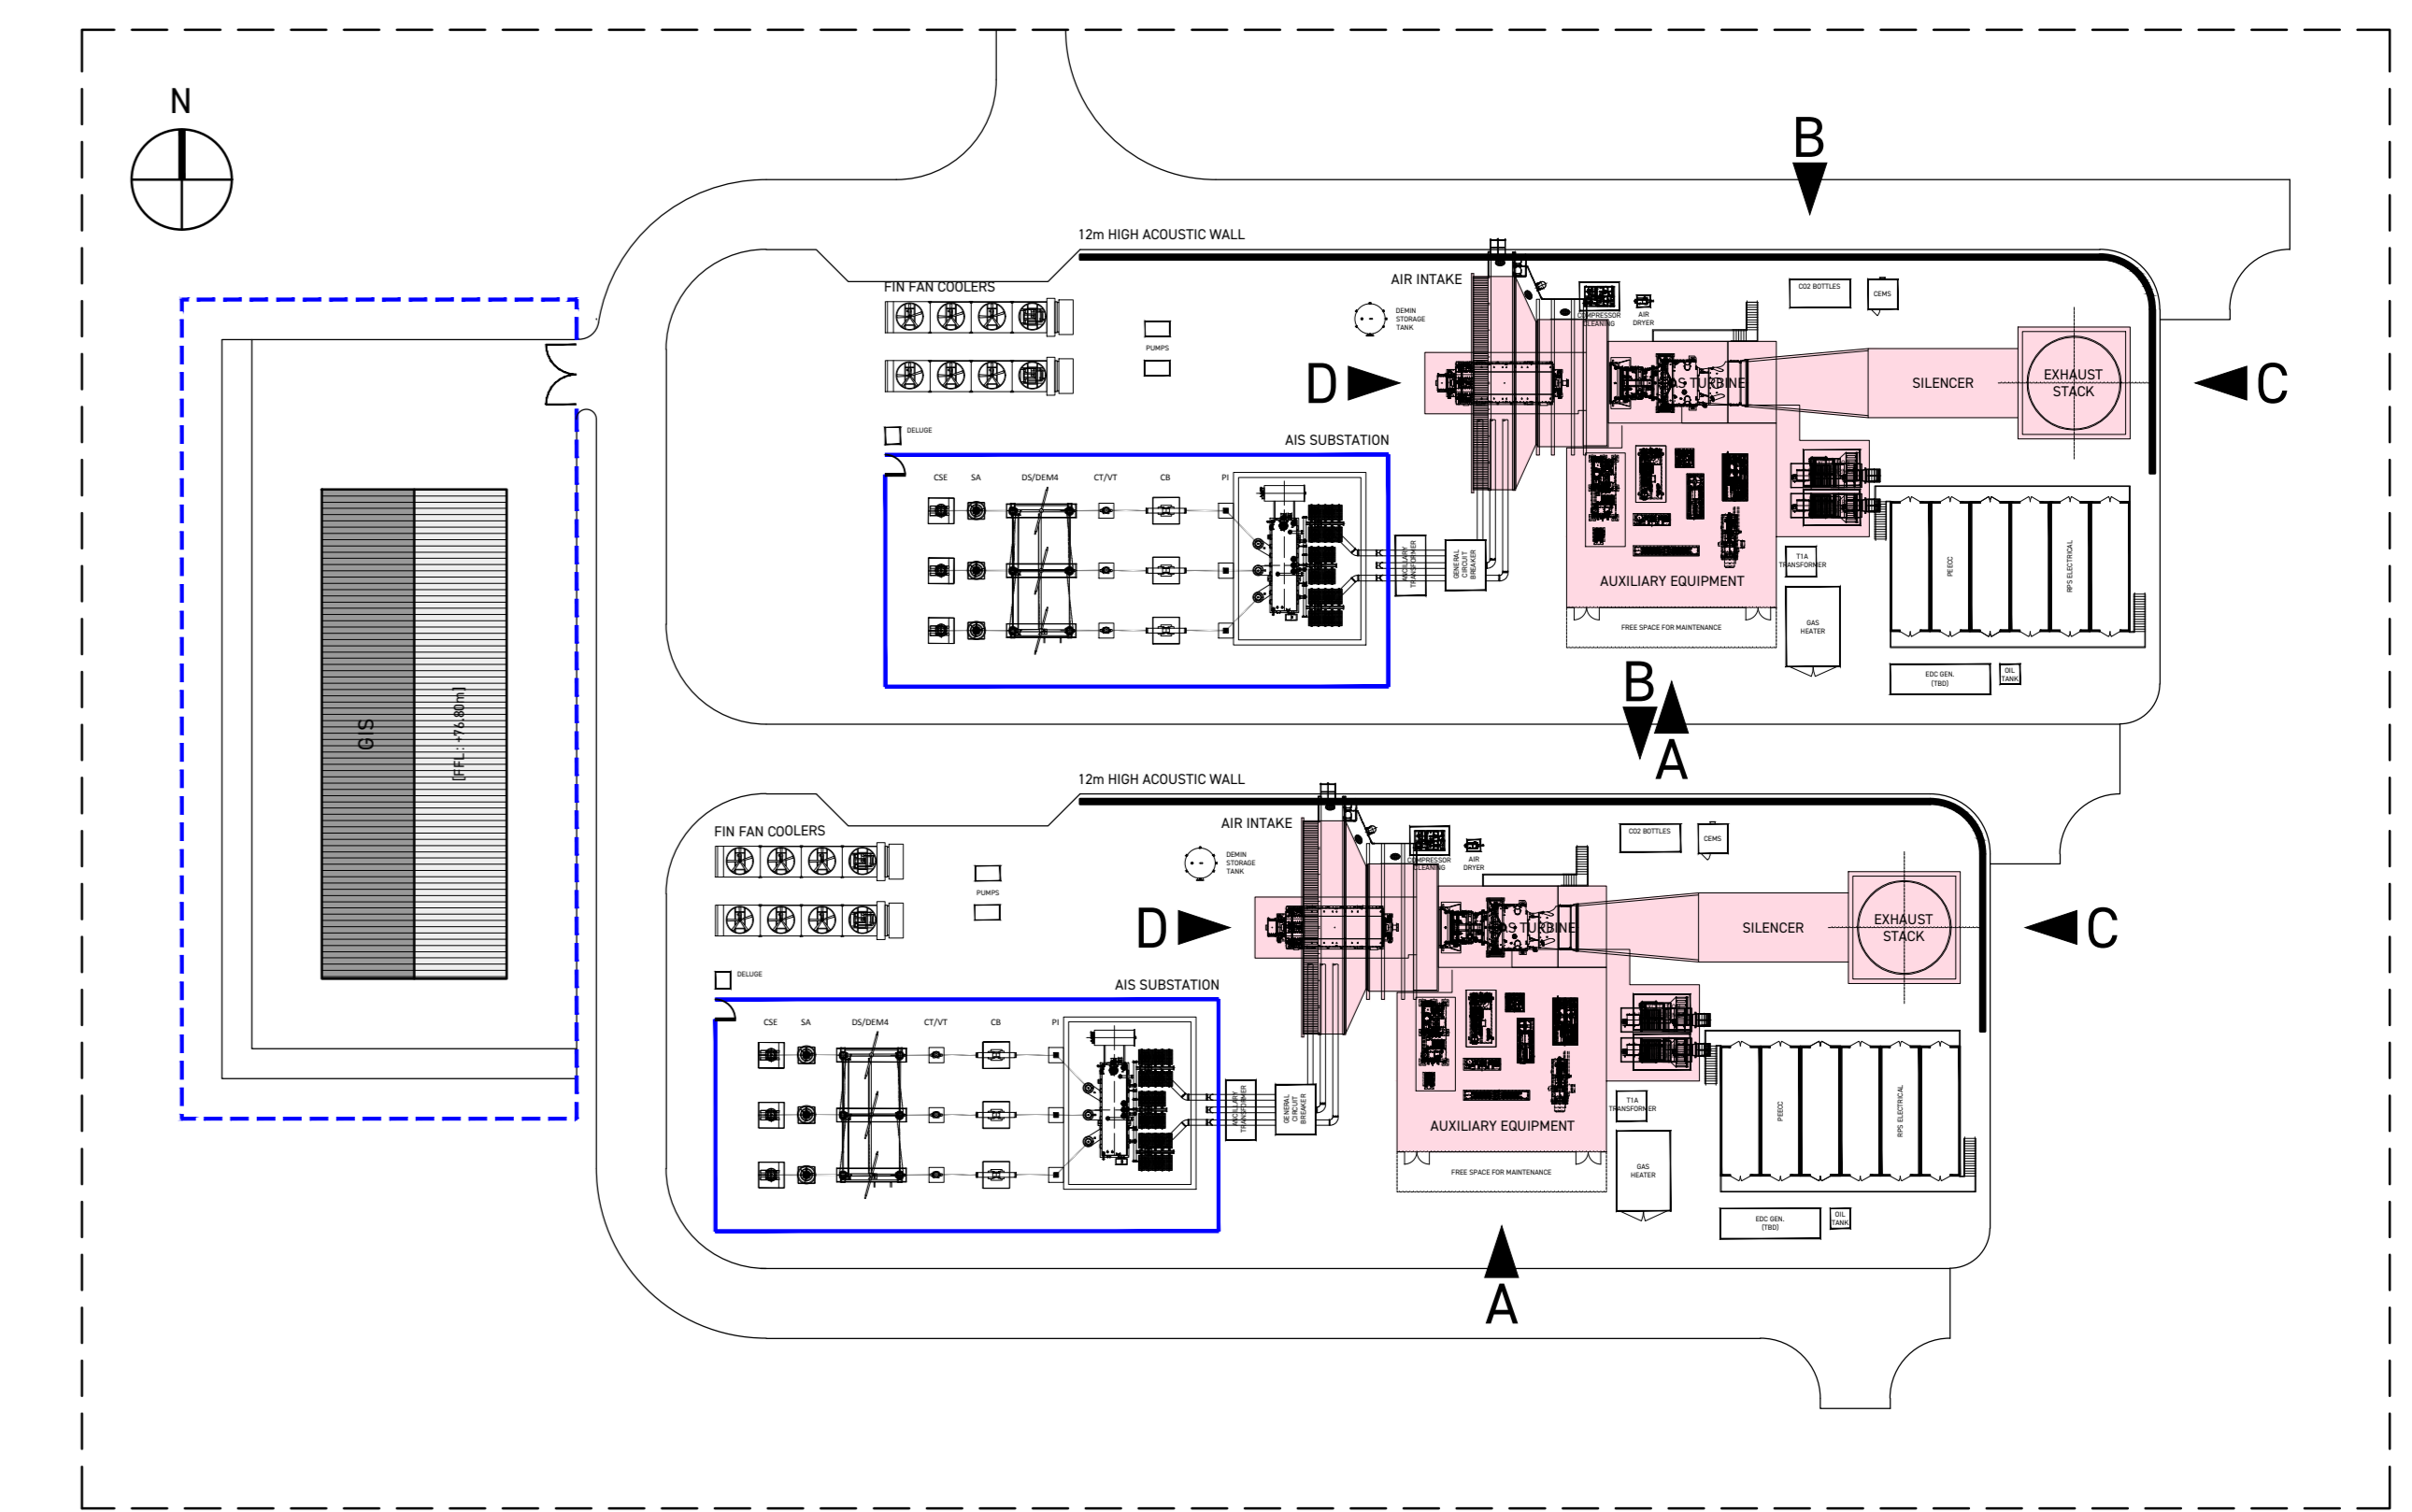 N
B
12m HIGH ACOUSTIC WALL
AIR INTAKE
FIN FAN COOLERS
CO2 BOTTLES
CEMS
DEMIN
STORAGE
TANK
COMPRESSOR
CLEANING
AIR
DRYER
PUMPS
D
TURBINE
SILENCER
EXHAUST
STACK
C
DELUGE
AIS SUBSTATION
CSE
SA
DS/DEM4
CT/VT
CB
PI
ANCILLARY
TRANSFORMER
GENERAL
CIRCUIT
BREAKER
T1A
TRANSFORMER
PEECC
RPS ELECTRICAL
AUXILIARY EQUIPMENT
FREE SPACE FOR MAINTENANCE
GAS
HEATER
EDC GEN.
(TBD)
OIL
TANK
B
A
GIS
[FFL: +76.80m]
12m HIGH ACOUSTIC WALL
AIR INTAKE
FIN FAN COOLERS
CO2 BOTTLES
CEMS
DEMIN
STORAGE
TANK
COMPRESSOR
CLEANING
AIR
DRYER
PUMPS
D
TURBINE
SILENCER
EXHAUST
STACK
C
DELUGE
AIS SUBSTATION
CSE
SA
DS/DEM4
CT/VT
CB
PI
ANCILLARY
TRANSFORMER
GENERAL
CIRCUIT
BREAKER
T1A
TRANSFORMER
PEECC
RPS ELECTRICAL
AUXILIARY EQUIPMENT
FREE SPACE FOR MAINTENANCE
GAS
HEATER
EDC GEN.
(TBD)
OIL
TANK
A